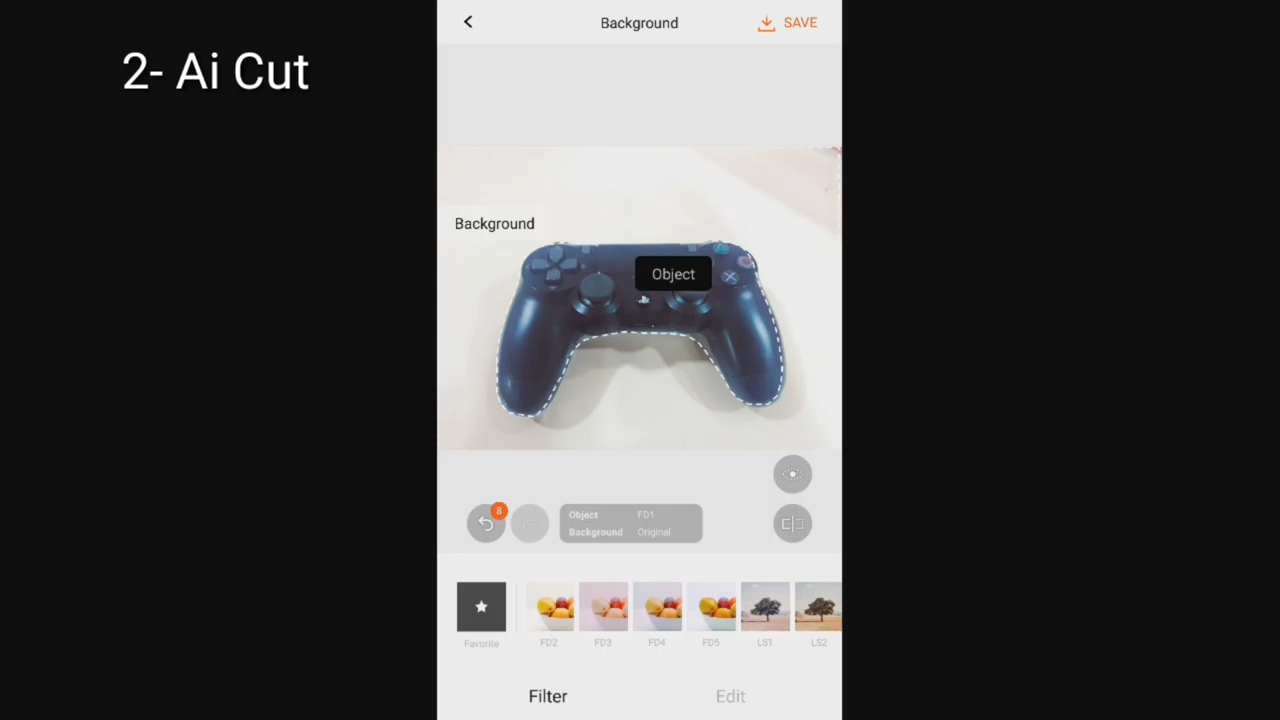 2- Ai Cut
Background
SAVE
Background
Object
8
Object FD1
Background Original
Favorite
FD2
FD3
FD4
FD5
LS1
LS2
Filter
Edit